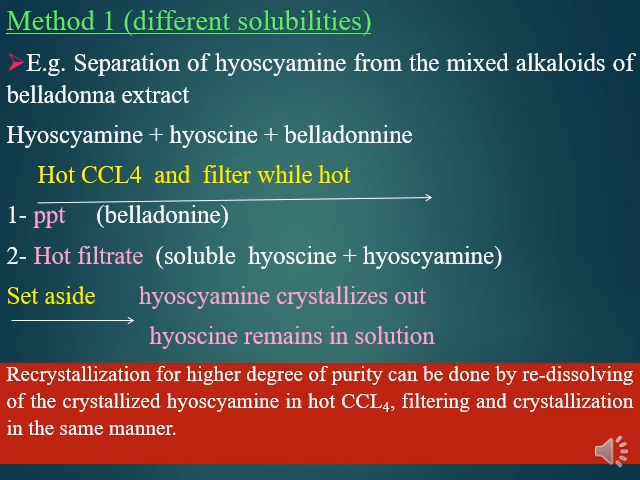 Method 1 (different solubilities)
➤E.g. Separation of hyoscyamine from the mixed alkaloids of
belladonna extract
Hyoscyamine + hyoscine + belladonnine
Hot CCL4 and filter while hot
1- ppt (belladonine)
2- Hot filtrate (soluble hyoscine + hyoscyamine)
Set aside hyoscyamine crystallizes out
hyoscine remains in solution
Recrystallization for higher degree of purity can be done by re-dissolving
of the crystallized hyoscyamine in hot CCL₄, filtering and crystallization
in the same manner.